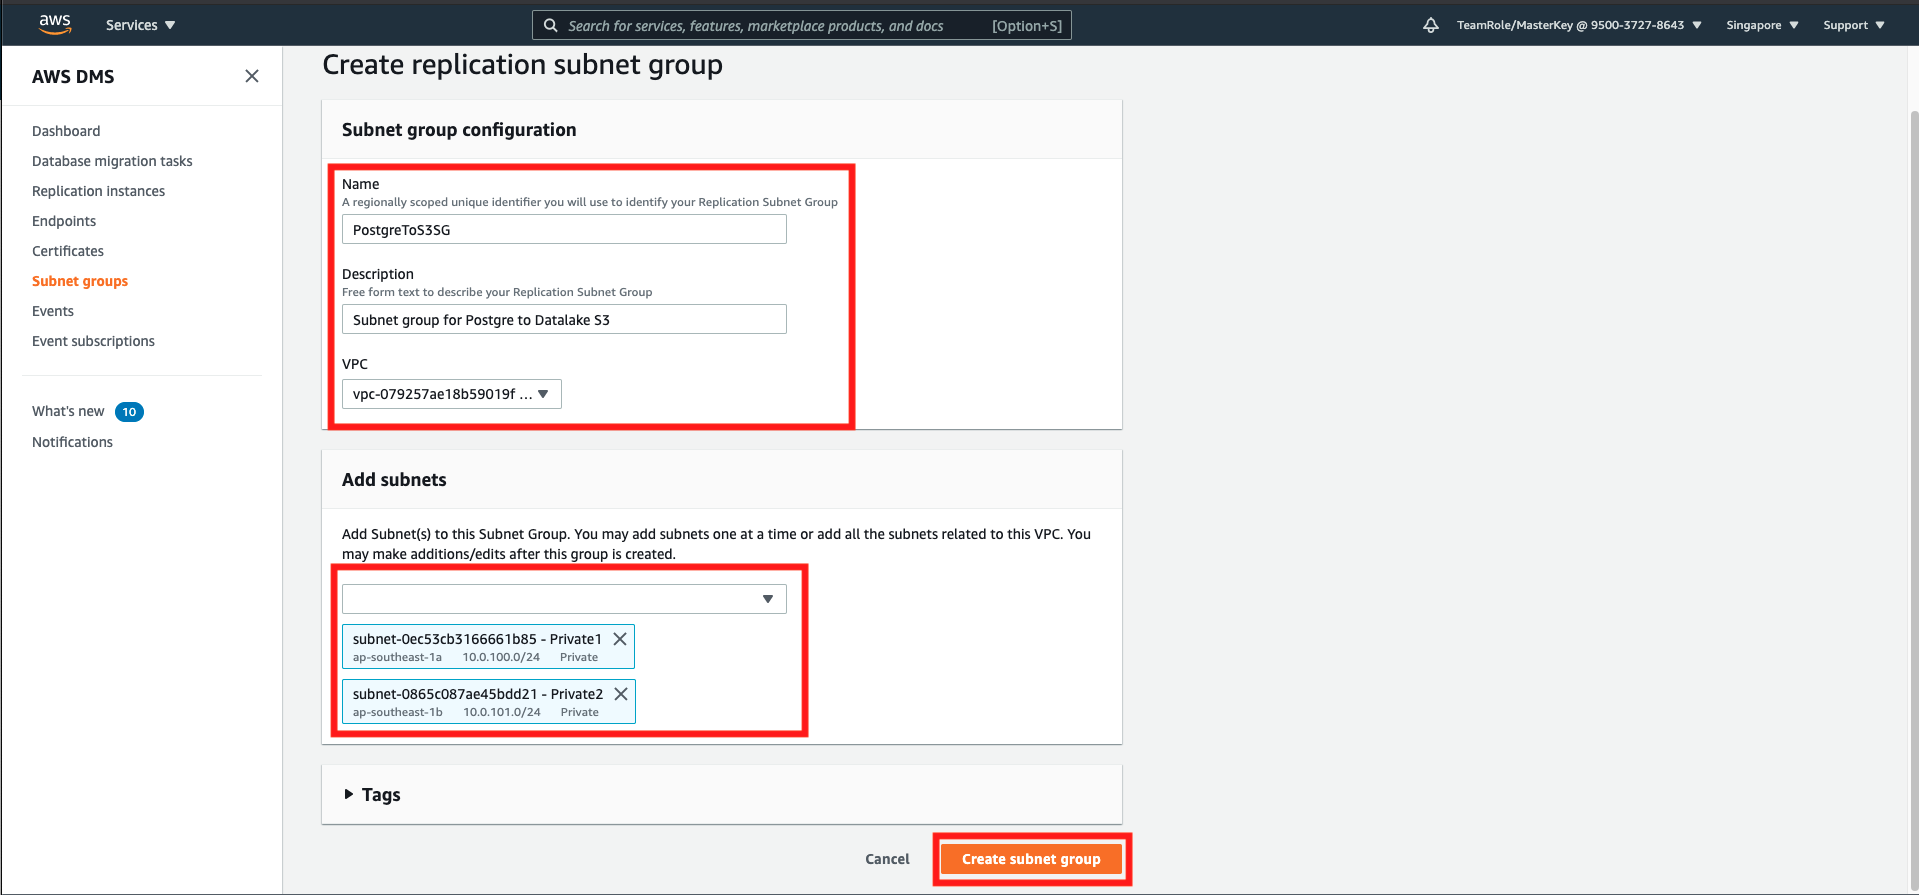 aws
Services
Search for services, features, marketplace products, and docs [Option+S]
TeamRole/MasterKey @ 9500-3727-8643
Singapore
Support
AWS DMS
Dashboard
Database migration tasks
Replication instances
Endpoints
Certificates
Subnet groups
Events
Event subscriptions
What's new 10
Notifications
Create replication subnet group
Subnet group configuration
Name
A regionally scoped unique identifier you will use to identify your Replication Subnet Group
PostgreToS3SG
Description
Free form text to describe your Replication Subnet Group
Subnet group for Postgre to Datalake S3
VPC
vpc-079257ae18b59019f ...
Add subnets
Add Subnet(s) to this Subnet Group. You may add subnets one at a time or add all the subnets related to this VPC. You
may make additions/edits after this group is created.
subnet-0ec53cb3166661b85 - Private1
ap-southeast-1a 10.0.100.0/24 Private
subnet-0865c087ae45bdd21 - Private2
ap-southeast-1b 10.0.101.0/24 Private
Tags
Cancel
Create subnet group